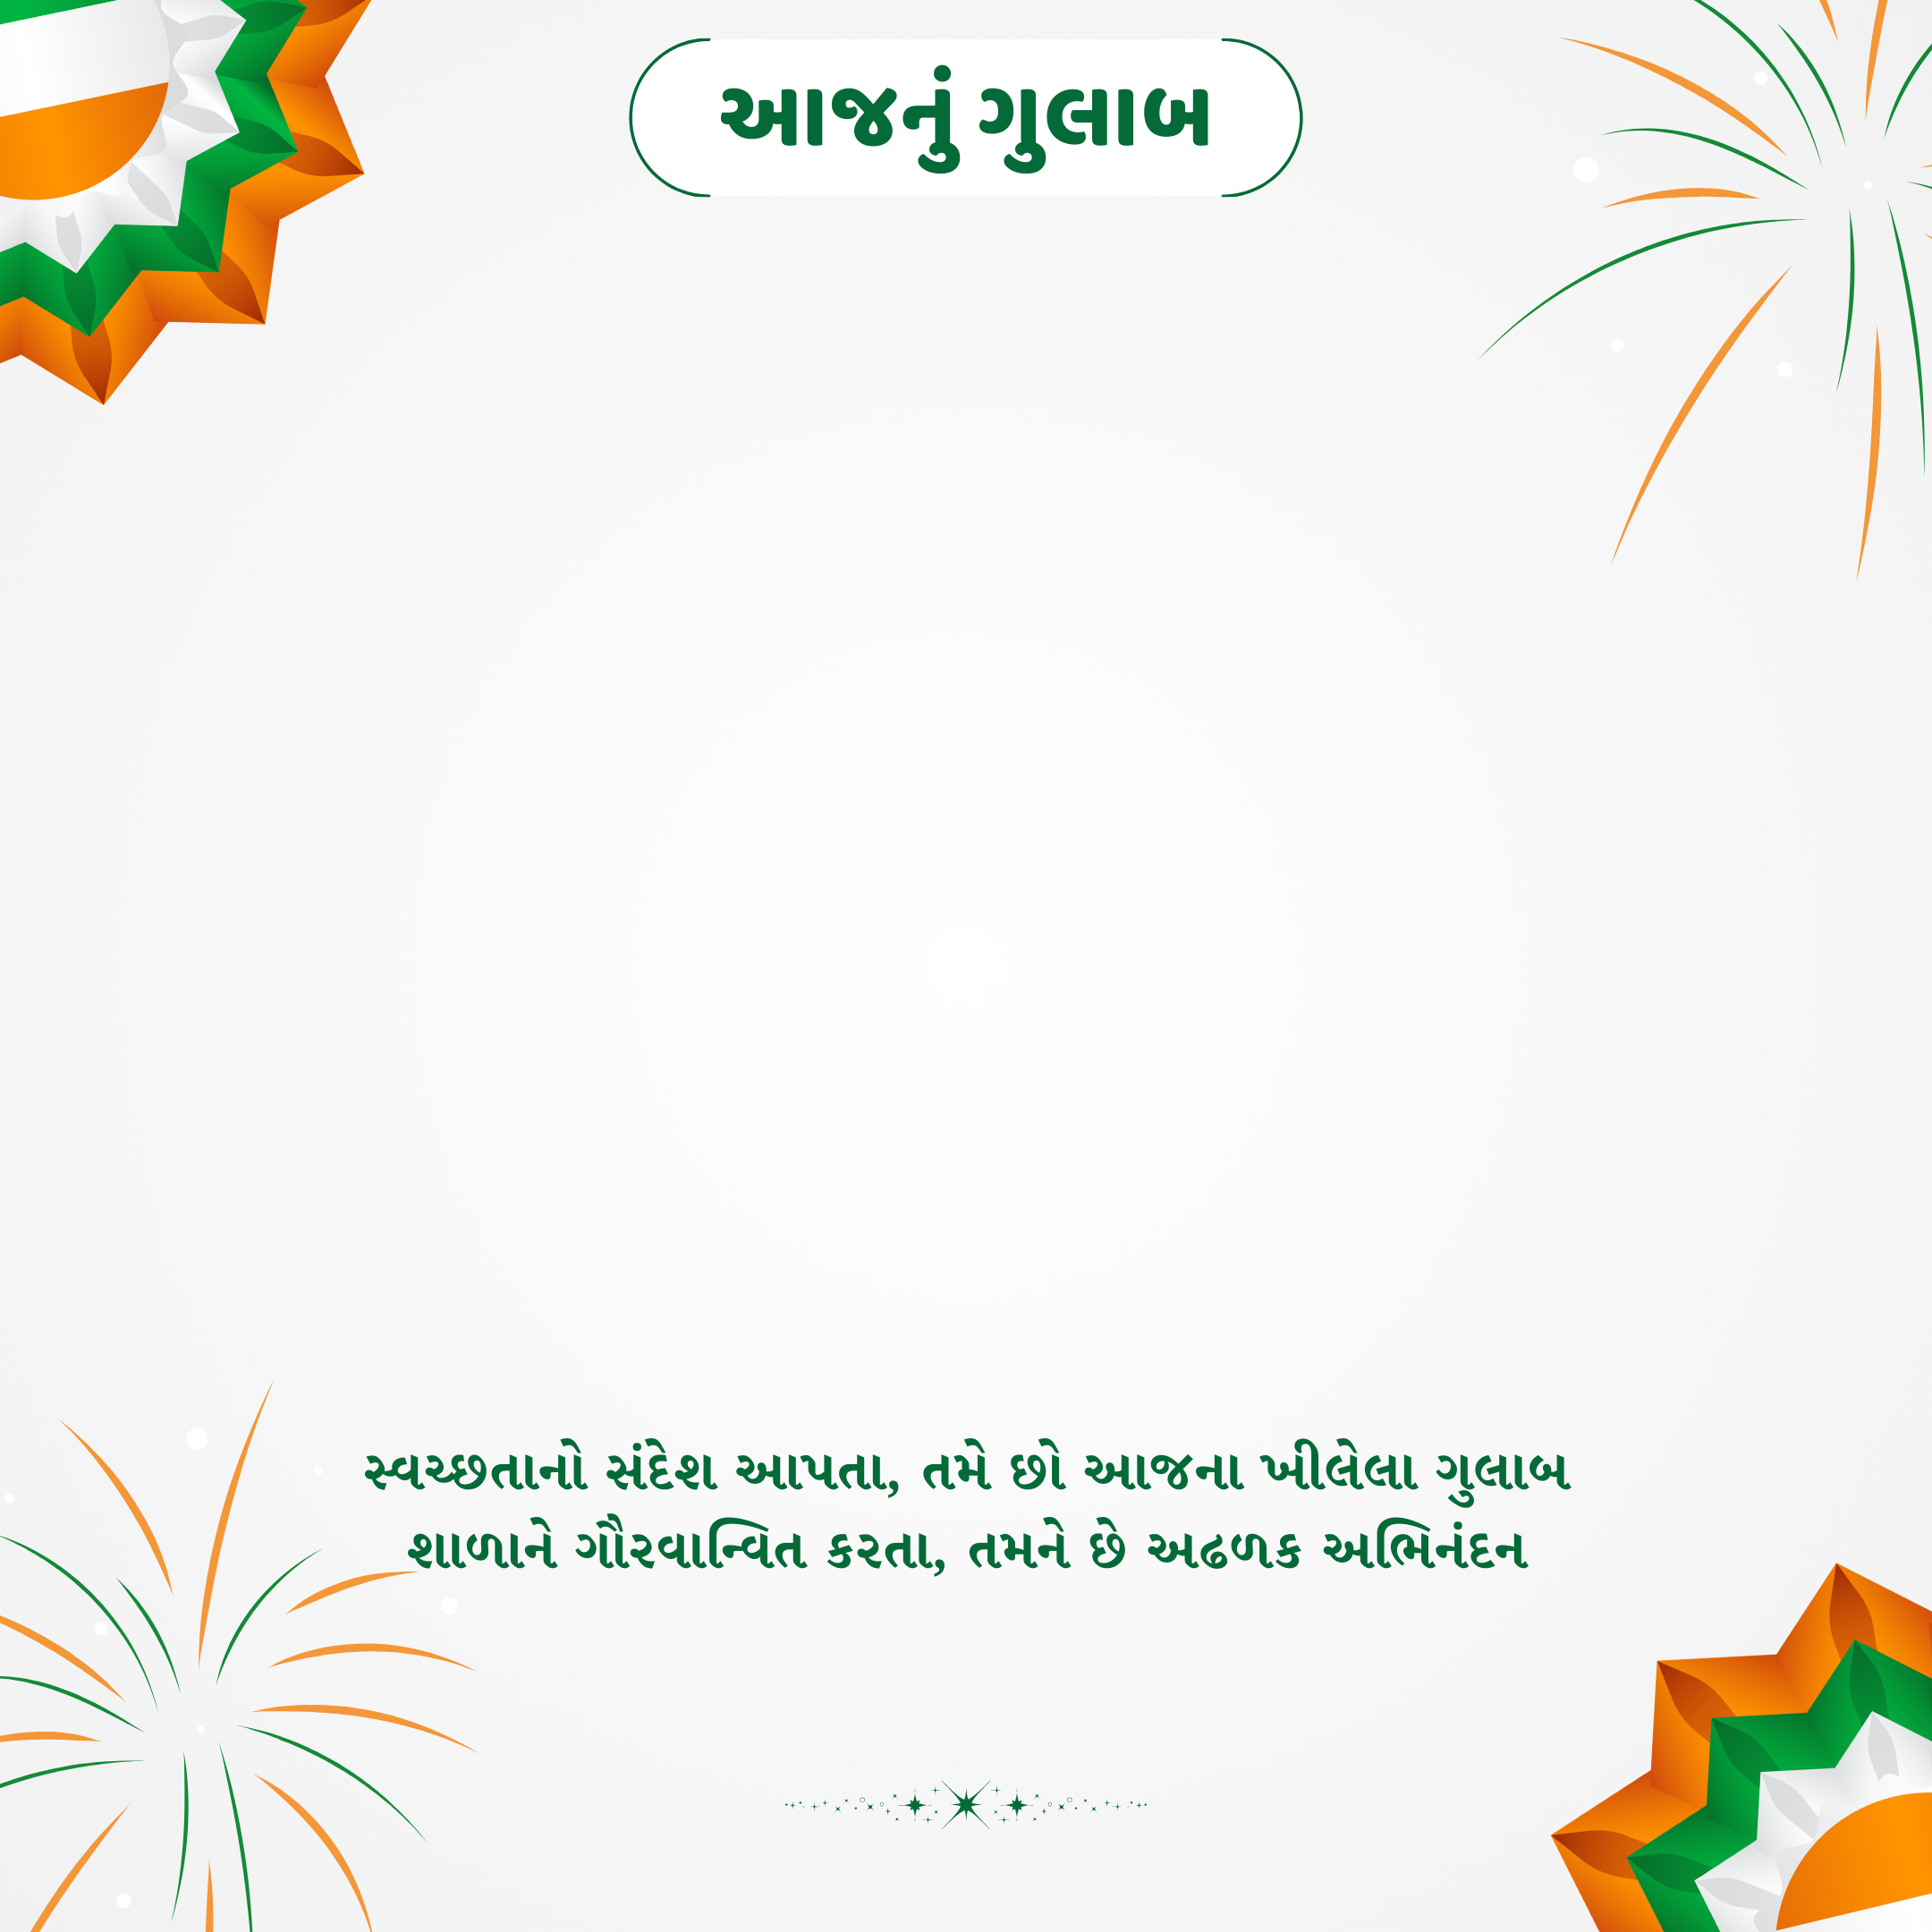 આજનું ગુલાબ
સ્વચ્છતાનો સંદેશ આપતા, તમે છો આજના ખીલેલા ગુલાબ
શાળાને ગૌરવાન્વિત કરતા, તમને છે અઢળક અભિનંદન